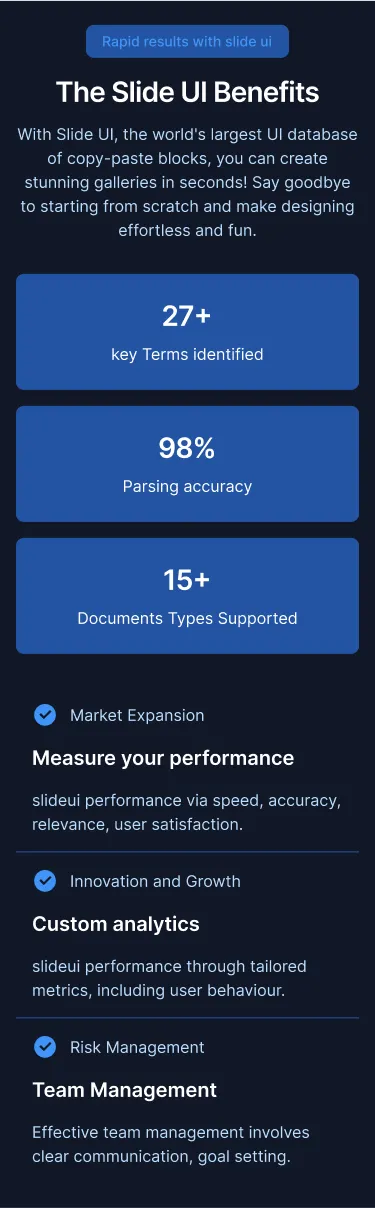 Rapid results with slide ui
The Slide UI Benefits
With Slide UI, the world's largest UI database
of copy-paste blocks, you can create
stunning galleries in seconds! Say goodbye
to starting from scratch and make designing
effortless and fun.
27+
key Terms identified
98%
Parsing accuracy
15+
Documents Types Supported
Market Expansion
Measure your performance
slideui performance via speed, accuracy,
relevance, user satisfaction.
Innovation and Growth
Custom analytics
slideui performance through tailored
metrics, including user behaviour.
Risk Management
Team Management
Effective team management involves
clear communication, goal setting.